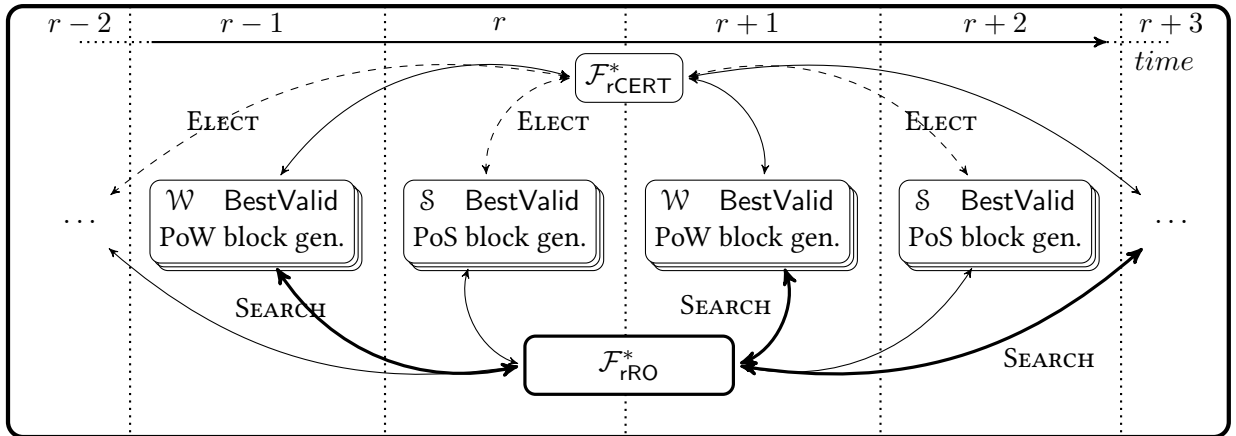 r − 2 r − 1 r r + 1 r + 2 r + 3
time
F*rCERT
ELECT ELECT ELECT
W BestValid S BestValid W BestValid S BestValid
... ...
PoW block gen. PoS block gen. PoW block gen. PoS block gen.
SEARCH SEARCH
SEARCH
F*rRO